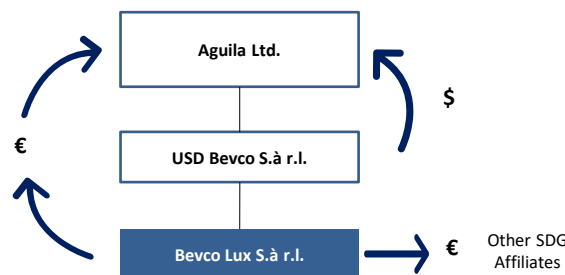 Aguila Ltd.
$
€
USD Bevco S.à r.l.
Bevco Lux S.à r.l.
€
Other SDG
Affiliates